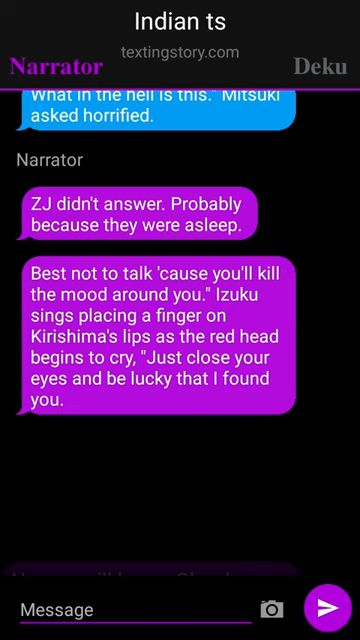 Indian ts
textingstory.com
Narrator
Deku
What in the hell is this." Mitsuki
asked horrified.
Narrator
ZJ didn't answer. Probably
because they were asleep.
Best not to talk 'cause you'll kill
the mood around you." Izuku
sings placing a finger on
Kirishima's lips as the red head
begins to cry, "Just close your
eyes and be lucky that I found
you.
Message